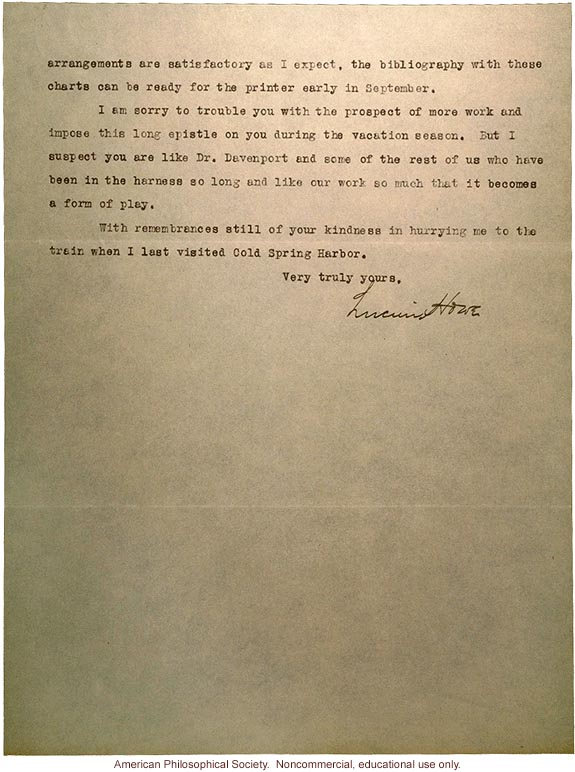 arrangements are satisfactory as I expect, the bibliography with these
charts can be ready for the printer early in September.
I am sorry to trouble you with the prospect of more work and
impose this long epistle on you during the vacation season. But I
suspect you are like Dr. Davenport and some of the rest of us who have
been in the harness so long and like our work so much that it becomes
a form of play.
With remembrances still of your kindness in hurrying me to the
train when I last visited Cold Spring Harbor.
Very truly yours,
Lucien Howe
American Philosophical Society. Noncommercial, educational use only.